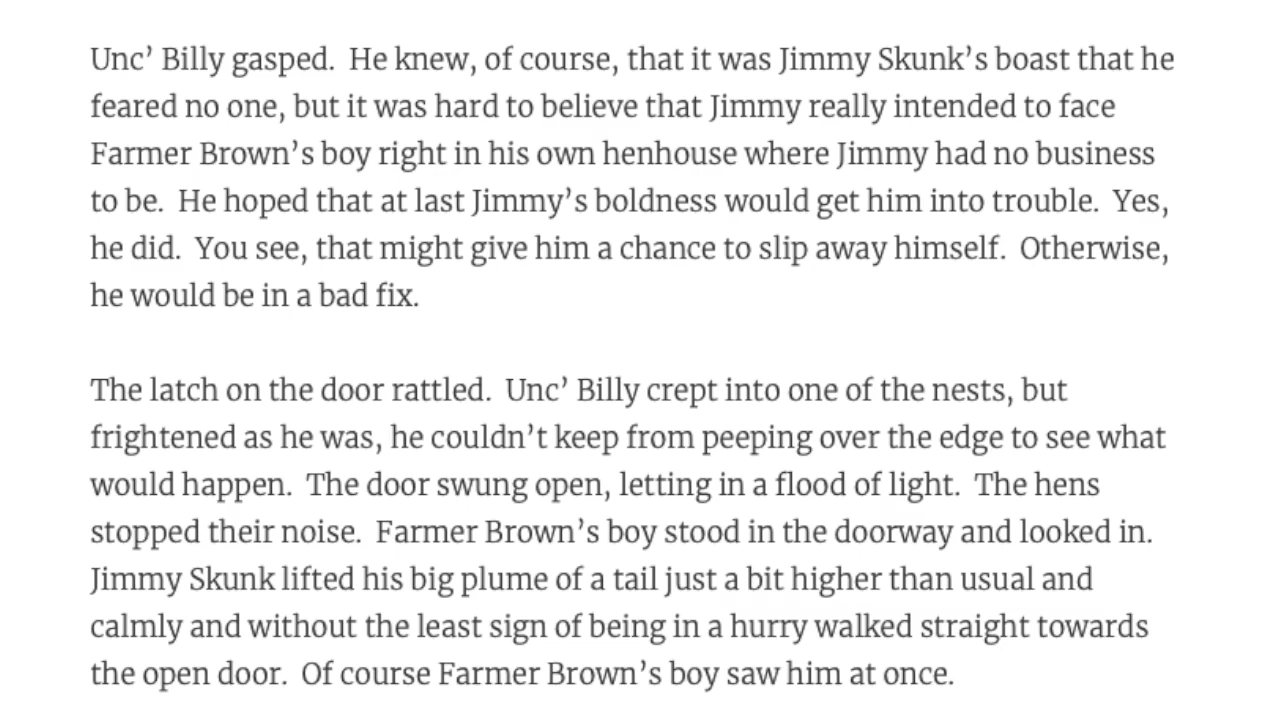 Unc’ Billy gasped.  He knew, of course, that it was Jimmy Skunk’s boast that he
feared no one, but it was hard to believe that Jimmy really intended to face
Farmer Brown’s boy right in his own henhouse where Jimmy had no business
to be.  He hoped that at last Jimmy’s boldness would get him into trouble.  Yes,
he did.  You see, that might give him a chance to slip away himself.  Otherwise,
he would be in a bad fix.

The latch on the door rattled.  Unc’ Billy crept into one of the nests, but
frightened as he was, he couldn’t keep from peeping over the edge to see what
would happen.  The door swung open, letting in a flood of light.  The hens
stopped their noise.  Farmer Brown’s boy stood in the doorway and looked in.
Jimmy Skunk lifted his big plume of a tail just a bit higher than usual and
calmly and without the least sign of being in a hurry walked straight towards
the open door.  Of course Farmer Brown’s boy saw him at once.